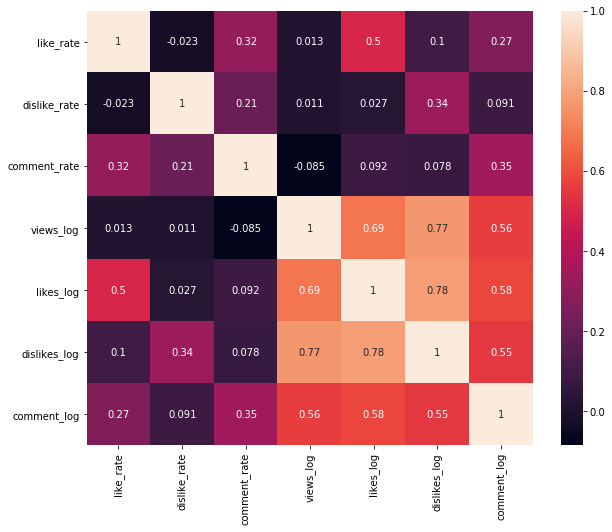 like_rate 1 -0.023 0.32 0.013 0.5 0.1 0.27
dislike_rate -0.023 1 0.21 0.011 0.027 0.34 0.091
comment_rate 0.32 0.21 1 -0.085 0.092 0.078 0.35
views_log 0.013 0.011 -0.085 1 0.69 0.77 0.56
likes_log 0.5 0.027 0.092 0.69 1 0.78 0.58
dislikes_log 0.1 0.34 0.078 0.77 0.78 1 0.55
comment_log 0.27 0.091 0.35 0.56 0.58 0.55 1
like_rate dislike_rate comment_rate views_log likes_log dislikes_log comment_log
1.0
0.8
0.6
0.4
0.2
0.0